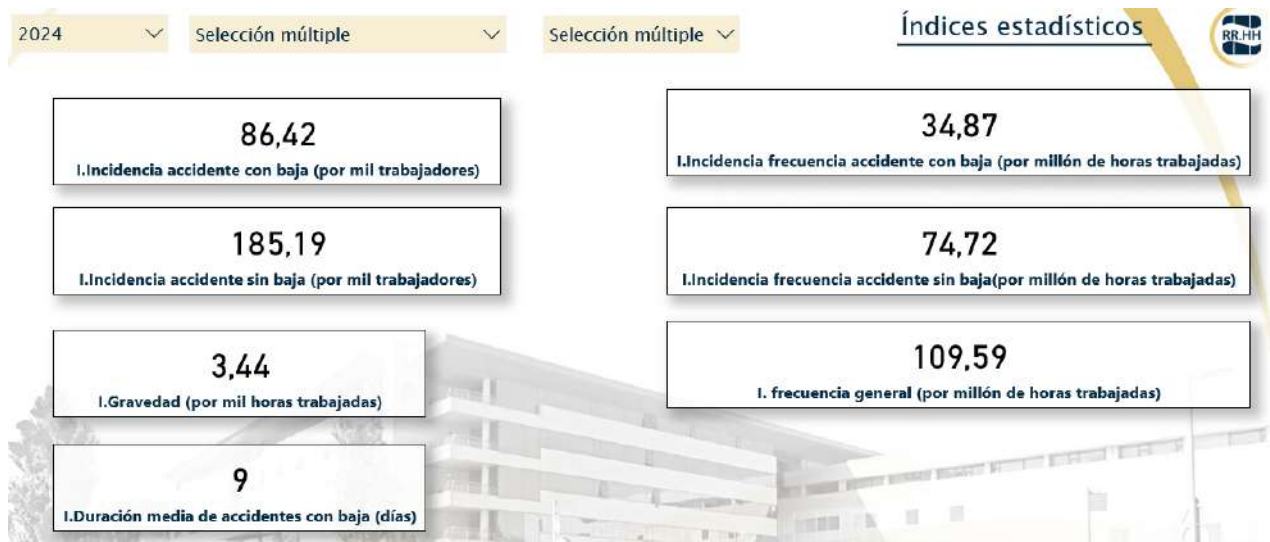 2024
Selección múltiple
Selección múltiple
Índices estadísticos
RR.HH
86,42
I.Incidencia accidente con baja (por mil trabajadores)
34,87
I.Incidencia frecuencia accidente con baja (por millón de horas trabajadas)
185,19
I.Incidencia accidente sin baja (por mil trabajadores)
74,72
I.Incidencia frecuencia accidente sin baja(por millón de horas trabajadas)
3,44
I.Gravedad (por mil horas trabajadas)
109,59
I. frecuencia general (por millón de horas trabajadas)
9
I.Duración media de accidentes con baja (días)